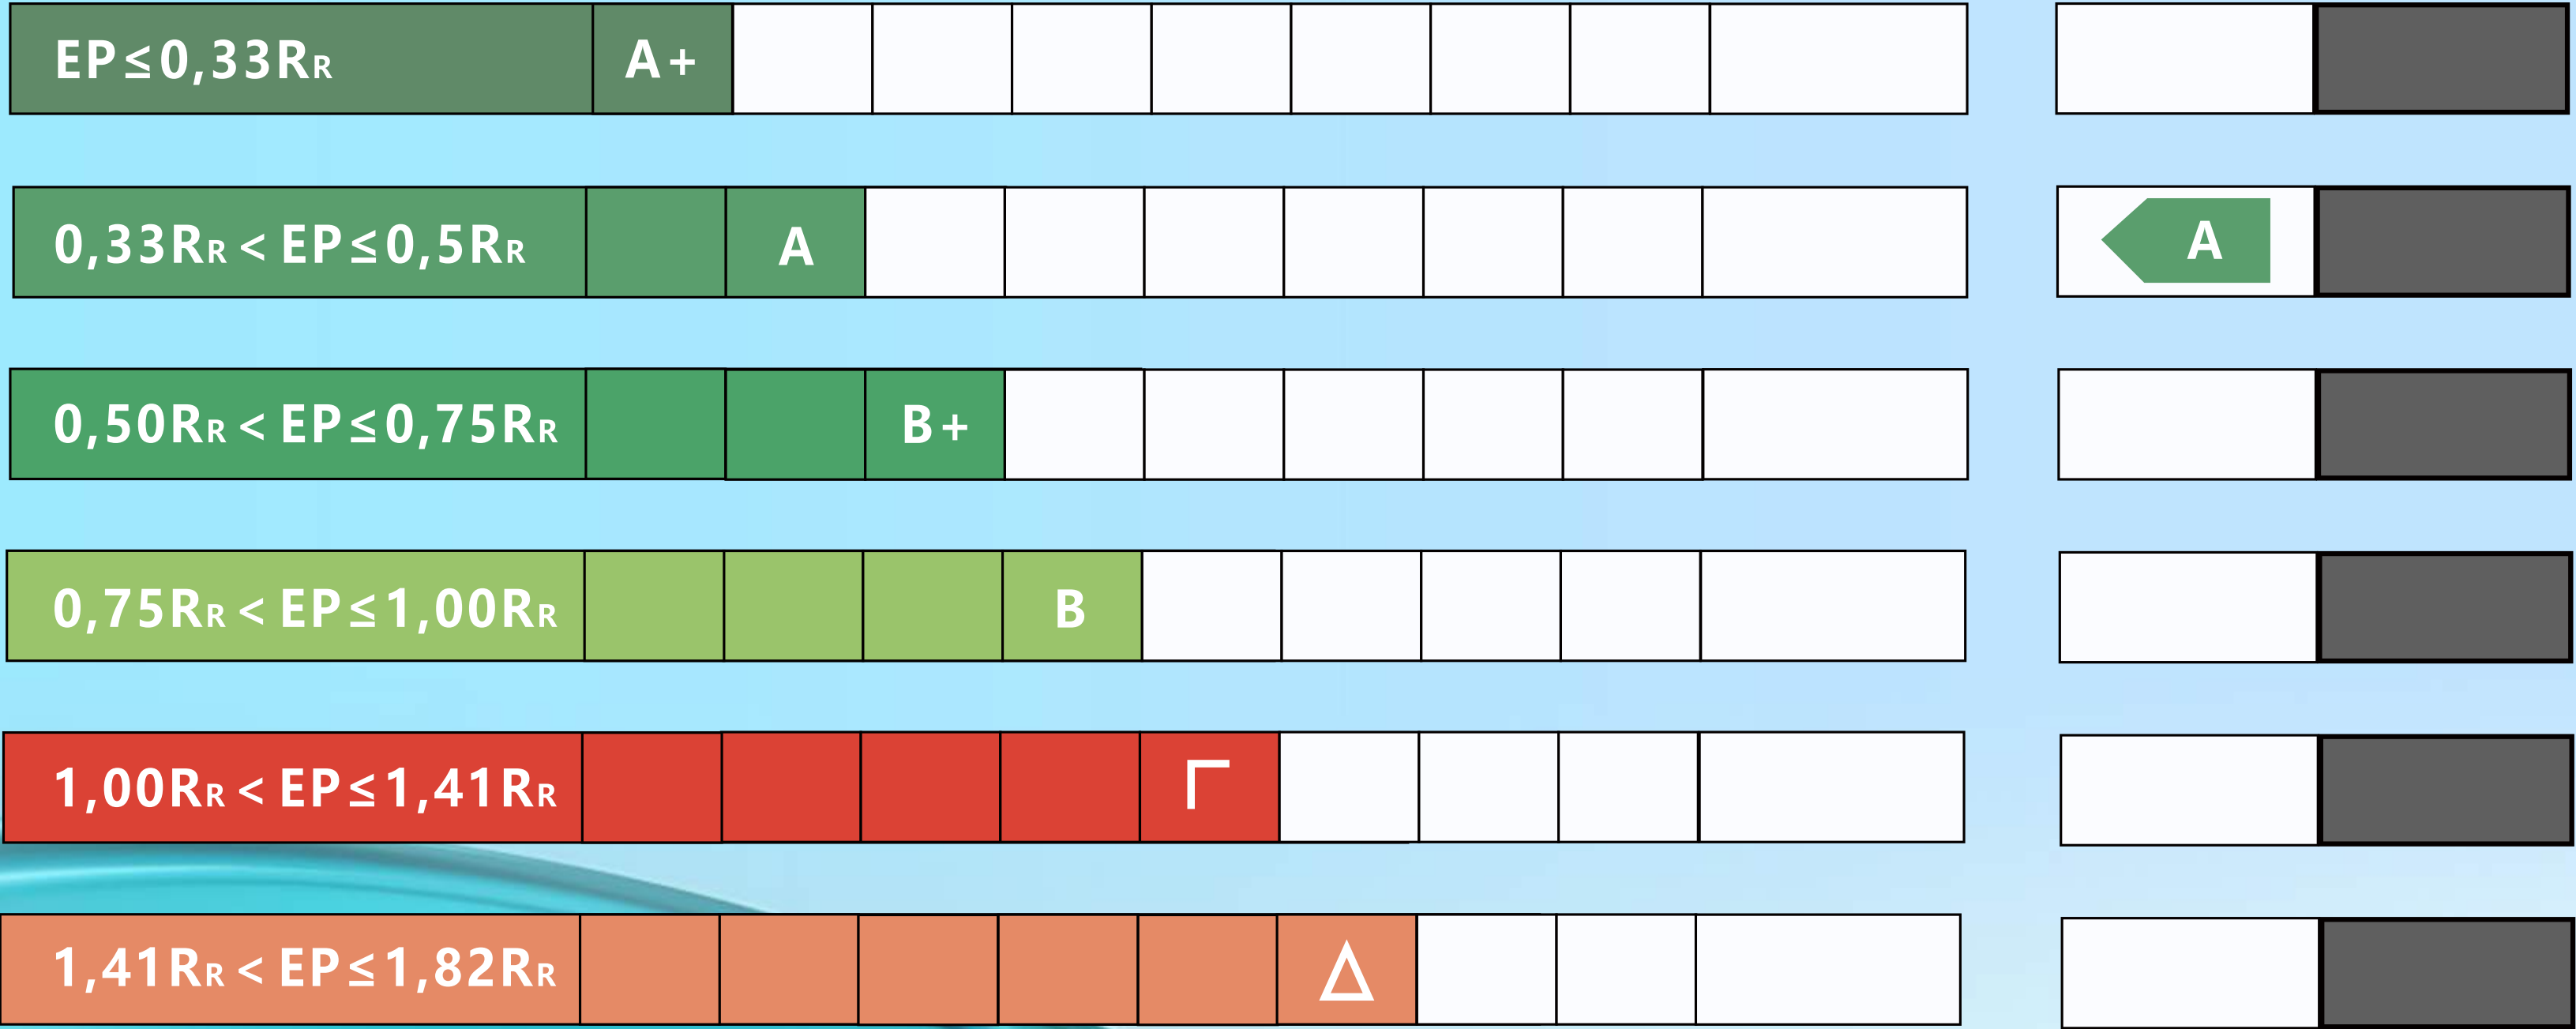 EP≤0,33RR A+
0,33RR < EP≤0,5RR A A
0,50RR < EP≤0,75RR B+
0,75RR < EP≤1,00RR B
1,00RR < EP≤1,41RR Γ
1,41RR < EP≤1,82RR Δ